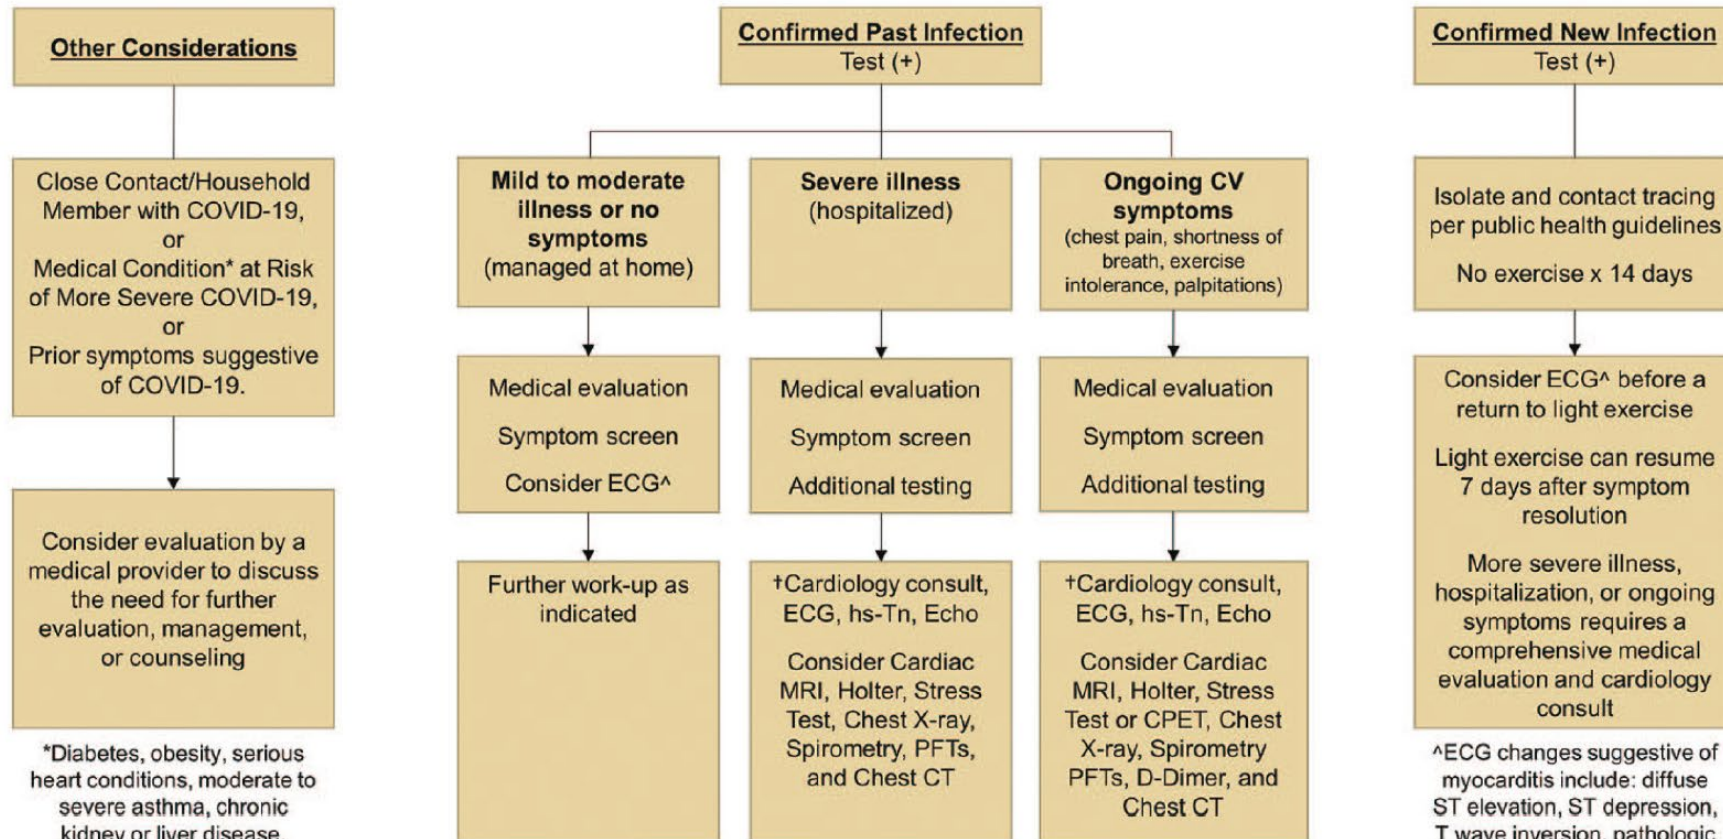 Other Considerations
Close Contact/Household
Member with COVID-19,
or
Medical Condition* at Risk
of More Severe COVID-19,
or
Prior symptoms suggestive
of COVID-19.
Consider evaluation by a
medical provider to discuss
the need for further
evaluation, management,
or counseling
*Diabetes, obesity, serious
heart conditions, moderate to
severe asthma, chronic
kidney or liver disease,
Confirmed Past Infection
Test (+)
Mild to moderate
illness or no
symptoms
(managed at home)
Medical evaluation
Symptom screen
Consider ECG^
Further work-up as
indicated
Severe illness
(hospitalized)
Medical evaluation
Symptom screen
Additional testing
†Cardiology consult,
ECG, hs-Tn, Echo
Consider Cardiac
MRI, Holter, Stress
Test, Chest X-ray,
Spirometry, PFTs,
and Chest CT
Ongoing CV
symptoms
(chest pain, shortness of
breath, exercise
intolerance, palpitations)
Medical evaluation
Symptom screen
Additional testing
†Cardiology consult,
ECG, hs-Tn, Echo
Consider Cardiac
MRI, Holter, Stress
Test or CPET, Chest
X-ray, Spirometry
PFTs, D-Dimer, and
Chest CT
Confirmed New Infection
Test (+)
Isolate and contact tracing
per public health guidelines
No exercise x 14 days
Consider ECG^ before a
return to light exercise
Light exercise can resume
7 days after symptom
resolution
More severe illness,
hospitalization, or ongoing
symptoms requires a
comprehensive medical
evaluation and cardiology
consult
^ECG changes suggestive of
myocarditis include: diffuse
ST elevation, ST depression,
T wave inversion, pathologic